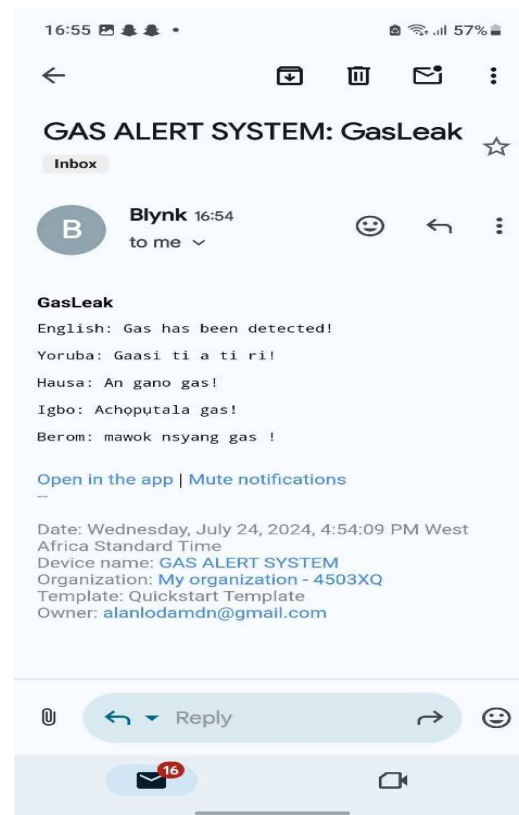 16:55
57%
GAS ALERT SYSTEM: GasLeak
Inbox
B
Blynk 16:54
to me
GasLeak
English: Gas has been detected!
Yoruba: Gaasi ti a ti ri!
Hausa: An gano gas!
Igbo: Achọpụtala gas!
Berom: mawok nsyang gas !
Open in the app | Mute notifications
--
Date: Wednesday, July 24, 2024, 4:54:09 PM West
Africa Standard Time
Device name: GAS ALERT SYSTEM
Organization: My organization - 4503XQ
Template: Quickstart Template
Owner: alanlodamdn@gmail.com
Reply
16